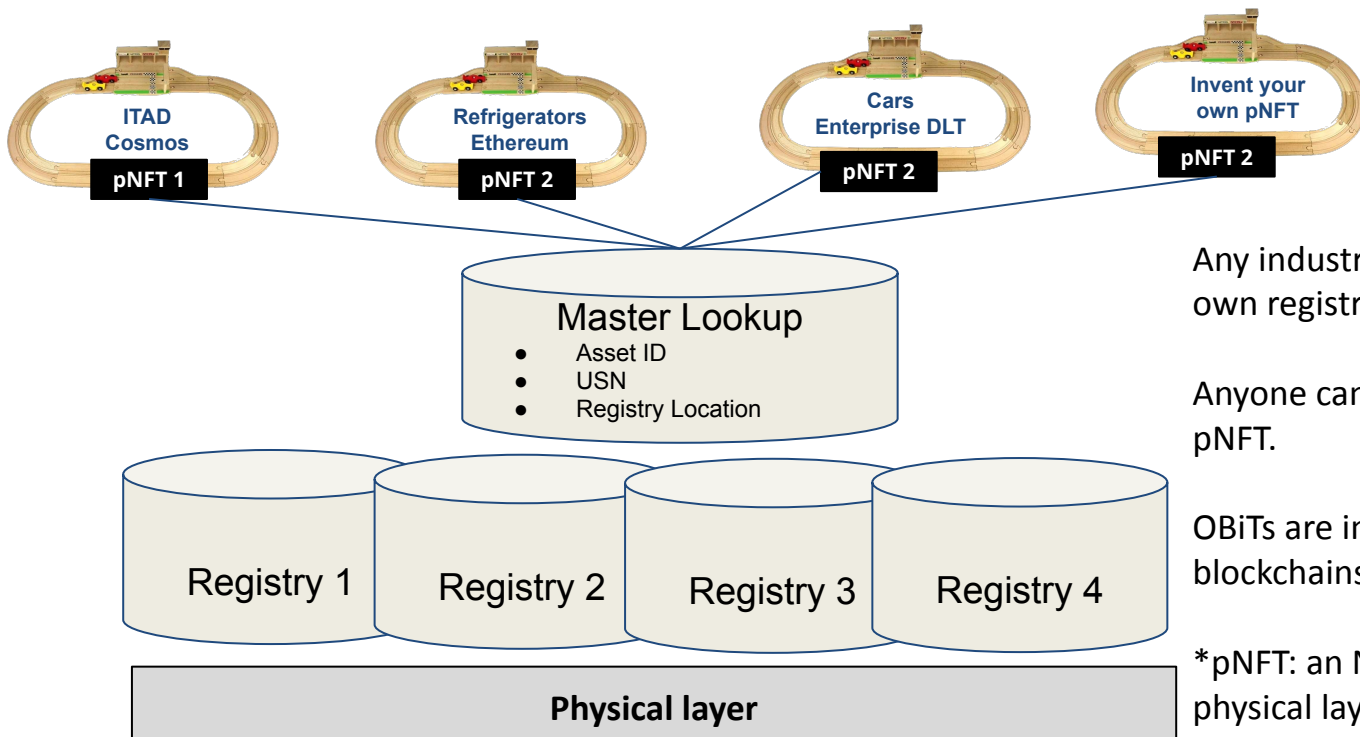 ITAD
Cosmos
pNFT 1
Refrigerators
Ethereum
pNFT 2
Cars
Enterprise DLT
pNFT 2
Invent your
own pNFT
pNFT 2
Master Lookup
● Asset ID
● USN
● Registry Location
Registry 1
Registry 2
Registry 3
Registry 4
Physical layer
Any industr
own registr
Anyone can
pNFT.
OBiTs are in
blockchains
*pNFT: an N
physical lay